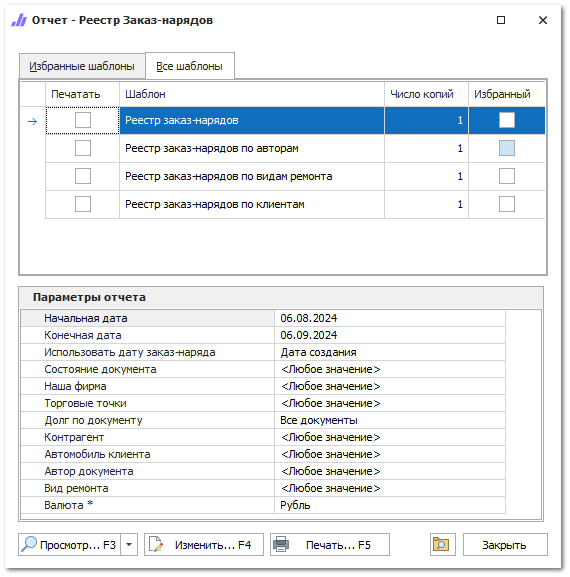 Отчет - Реестр Заказ-нарядов
Избранные шаблоны Все шаблоны
Печатать Шаблон Число копий Избранный
Реестр заказ-нарядов 1
Реестр заказ-нарядов по авторам 1
Реестр заказ-нарядов по видам ремонта 1
Реестр заказ-нарядов по клиентам 1
Параметры отчета
Начальная дата 06.08.2024
Конечная дата 06.09.2024
Использовать дату заказ-наряда Дата создания
Состояние документа <Любое значение>
Наша фирма <Любое значение>
Торговые точки <Любое значение>
Долг по документу Все документы
Контрагент <Любое значение>
Автомобиль клиента <Любое значение>
Автор документа <Любое значение>
Вид ремонта <Любое значение>
Валюта * Рубль
Просмотр... F3 Изменить... F4 Печать... F5 Закрыть